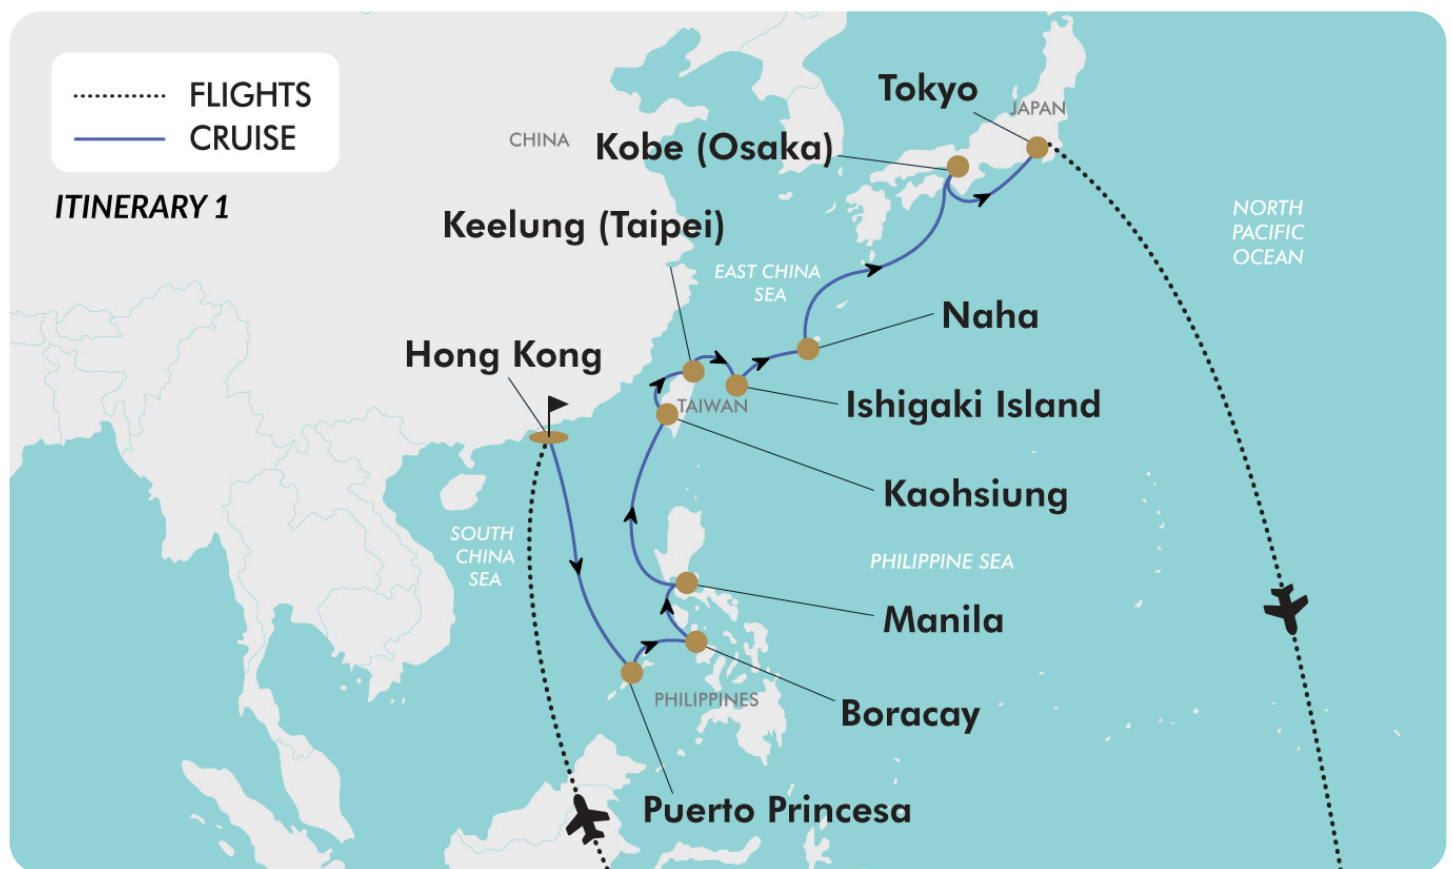 FLIGHTS
CRUISE
ITINERARY 1
Tokyo
JAPAN
CHINA
Kobe (Osaka)
Keelung (Taipei)
NORTH
PACIFIC
OCEAN
EAST CHINA
SEA
Naha
Hong Kong
TAIWAN
Ishigaki Island
Kaohsiung
SOUTH
CHINA
SEA
PHILIPPINE SEA
Manila
PHILIPPINES
Boracay
Puerto Princesa